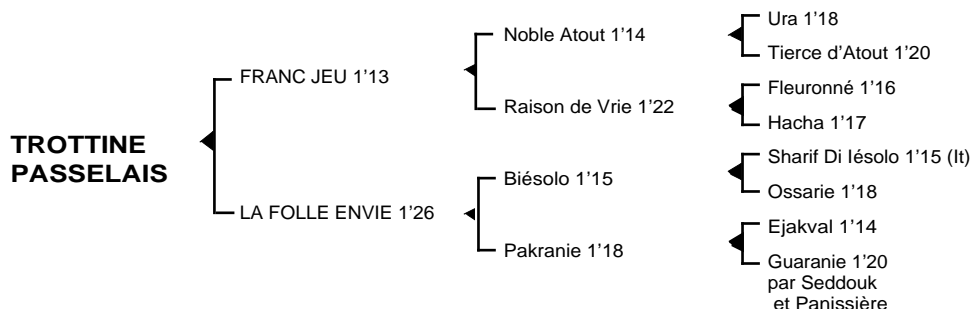 TROTTINE
PASSELAIS
FRANC JEU 1’13
LA FOLLE ENVIE 1’26
Noble Atout 1’14
Raison de Vrie 1’22
Biésolo 1’15
Pakranie 1’18
Ura 1’18
Tierce d’Atout 1’20
Fleuronné 1’16
Hacha 1’17
Sharif Di Iésolo 1’15 (It)
Ossarie 1’18
Ejakval 1’14
Guaranie 1’20
par Seddouk
et Panissière